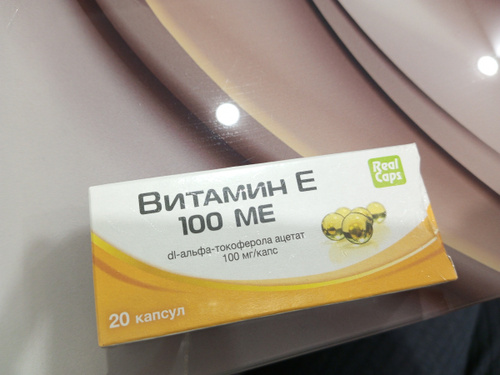 Real
Caps
ВИТАМИН Е
100 МЕ
dl-альфа-токоферола ацетат
100 мг/капс
20 капсул